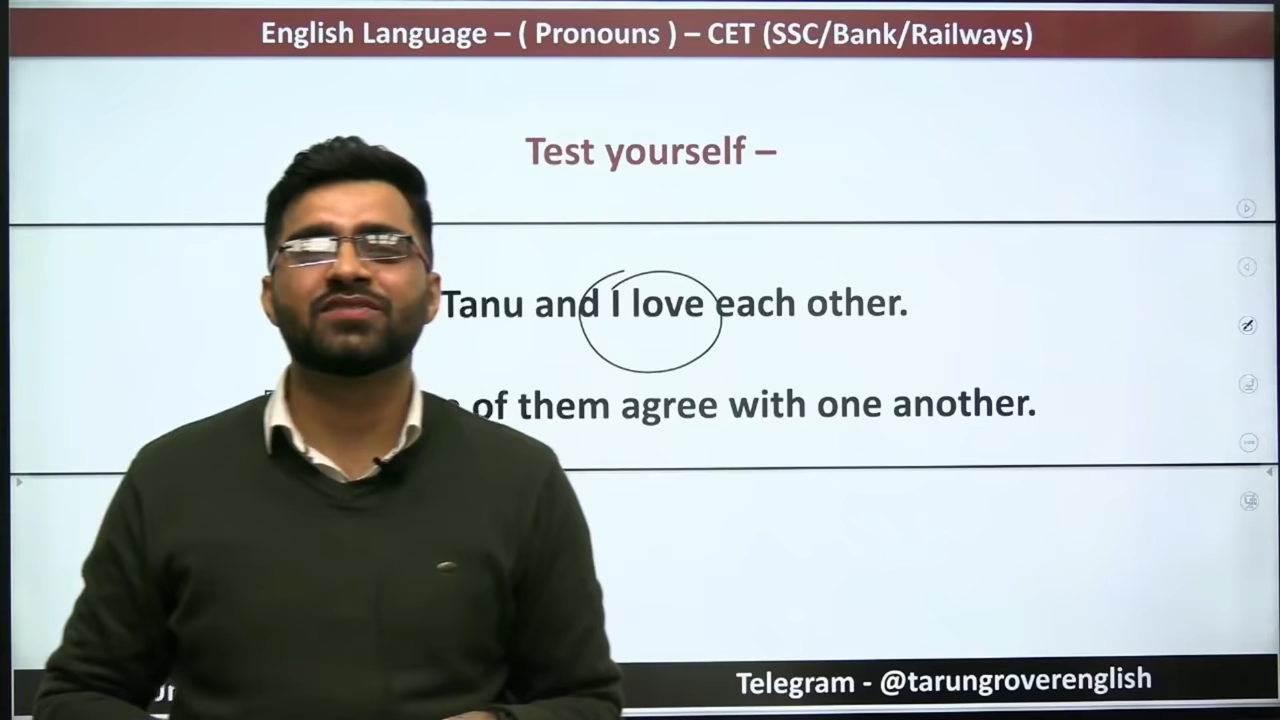 English Language – ( Pronouns ) – CET (SSC/Bank/Railways)
Test yourself –
Tanu and I love each other.
of them agree with one another.
Telegram - @tarungroverenglish